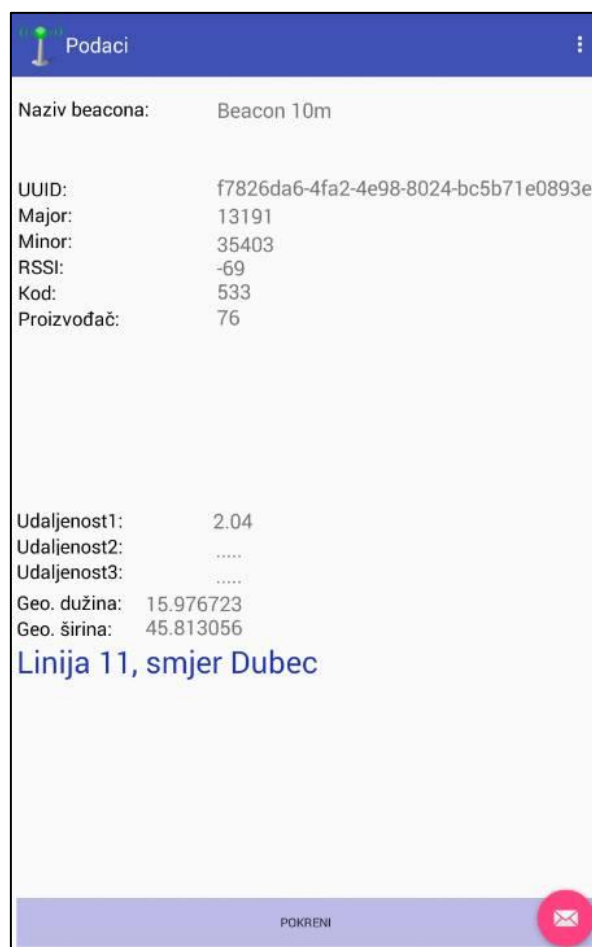 Podaci
Naziv beacona: Beacon 10m
UUID: f7826da6-4fa2-4e98-8024-bc5b71e0893e
Major: 13191
Minor: 35403
RSSI: -69
Kod: 533
Proizvođač: 76
Udaljenost1: 2.04
Udaljenost2: .....
Udaljenost3: .....
Geo. dužina: 15.976723
Geo. širina: 45.813056
Linija 11, smjer Dubec
POKRENI